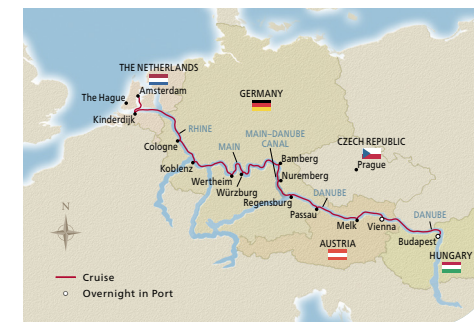 THE NETHERLANDS
Amsterdam
The Hague
Kinderdijk
GERMANY
RHINE
Cologne
MAIN
MAIN–DANUBE
CANAL
CZECH REPUBLIC
Prague
Koblenz
Bamberg
Wertheim
Nuremberg
Würzburg
Regensburg
DANUBE
Passau
Melk
Vienna
DANUBE
Budapest
AUSTRIA
HUNGARY
N
Cruise
Overnight in Port